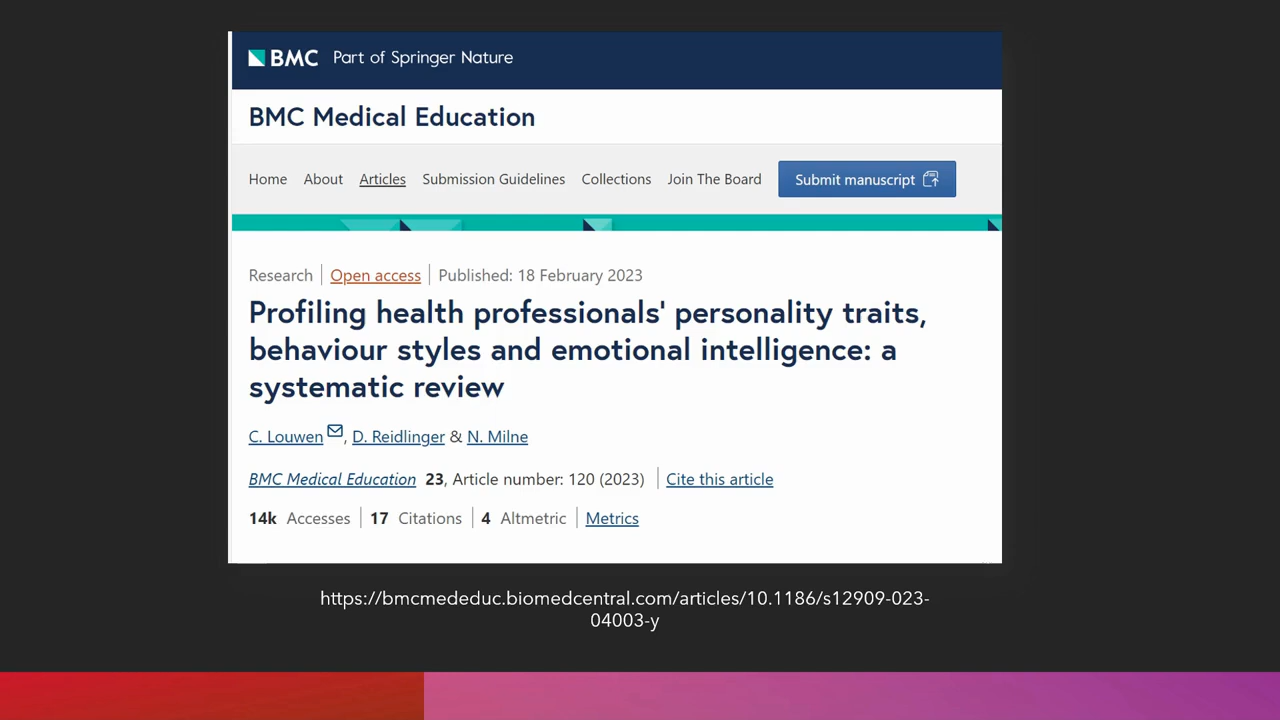 BMC Part of Springer Nature
BMC Medical Education
Home About Articles Submission Guidelines Collections Join The Board Submit manuscript
Research Open access Published: 18 February 2023
Profiling health professionals' personality traits,
behaviour styles and emotional intelligence: a
systematic review
C. Louwen, D. Reidlinger & N. Milne
BMC Medical Education 23, Article number: 120 (2023) Cite this article
14k Accesses 17 Citations 4 Altmetric Metrics
https://bmcmededuc.biomedcentral.com/articles/10.1186/s12909-023-
04003-y